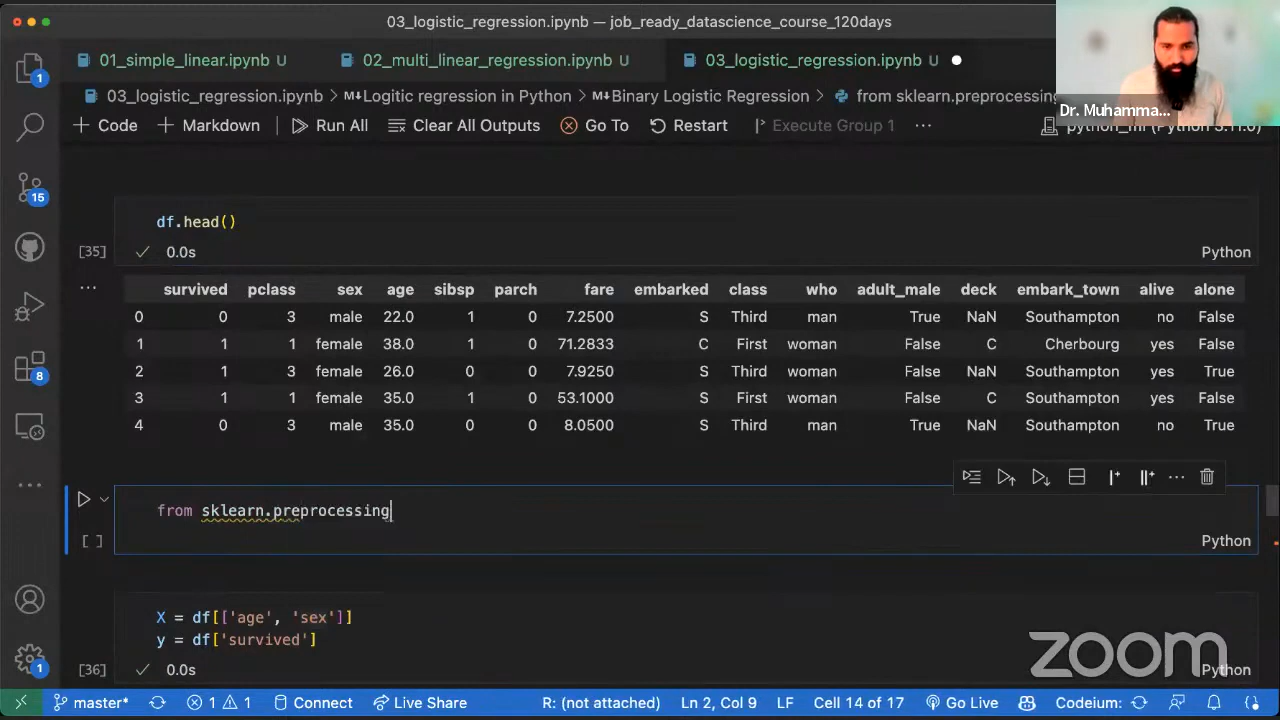 03_logistic_regression.ipynb — job_ready_datascience_course_120days
01_simple_linear.ipynb U
02_multi_linear_regression.ipynb U
03_logistic_regression.ipynb U
03_logistic_regression.ipynb > M↓Logitic regression in Python > M↓Binary Logistic Regression > from sklearn.preprocessing
Dr. Muhamma...
+ Code + Markdown Run All Clear All Outputs Go To Restart Execute Group 1 ...
df.head()
[35] 0.0s Python
survived pclass sex age sibsp parch fare embarked class who adult_male deck embark_town alive alone
0 0 3 male 22.0 1 0 7.2500 S Third man True NaN Southampton no False
1 1 1 female 38.0 1 0 71.2833 C First woman False C Cherbourg yes False
2 1 3 female 26.0 0 0 7.9250 S Third woman False NaN Southampton yes True
3 1 1 female 35.0 1 0 53.1000 S First woman False C Southampton yes False
4 0 3 male 35.0 0 0 8.0500 S Third man True NaN Southampton no True
from sklearn.preprocessing
[ ] Python
X = df[['age', 'sex']]
y = df['survived']
[36] 0.0s Python
zoom
1
15
8
1
master* 1 1 Connect Live Share R: (not attached) Ln 2, Col 9 LF Cell 14 of 17 Go Live Codeium: { }